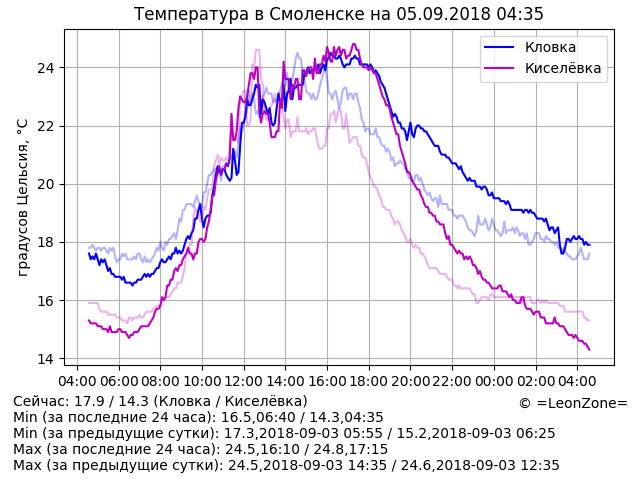 Температура в Смоленске на 05.09.2018 04:35
Кловка
Киселёвка
градусов Цельсия, °C
24
22
20
18
16
14
04:00 06:00 08:00 10:00 12:00 14:00 16:00 18:00 20:00 22:00 00:00 02:00 04:00
Сейчас: 17.9 / 14.3 (Кловка / Киселёвка)
© =LeonZone=
Min (за последние 24 часа): 16.5,06:40 / 14.3,04:35
Min (за предыдущие сутки): 17.3,2018-09-03 05:55 / 15.2,2018-09-03 06:25
Max (за последние 24 часа): 24.5,16:10 / 24.8,17:15
Max (за предыдущие сутки): 24.5,2018-09-03 14:35 / 24.6,2018-09-03 12:35